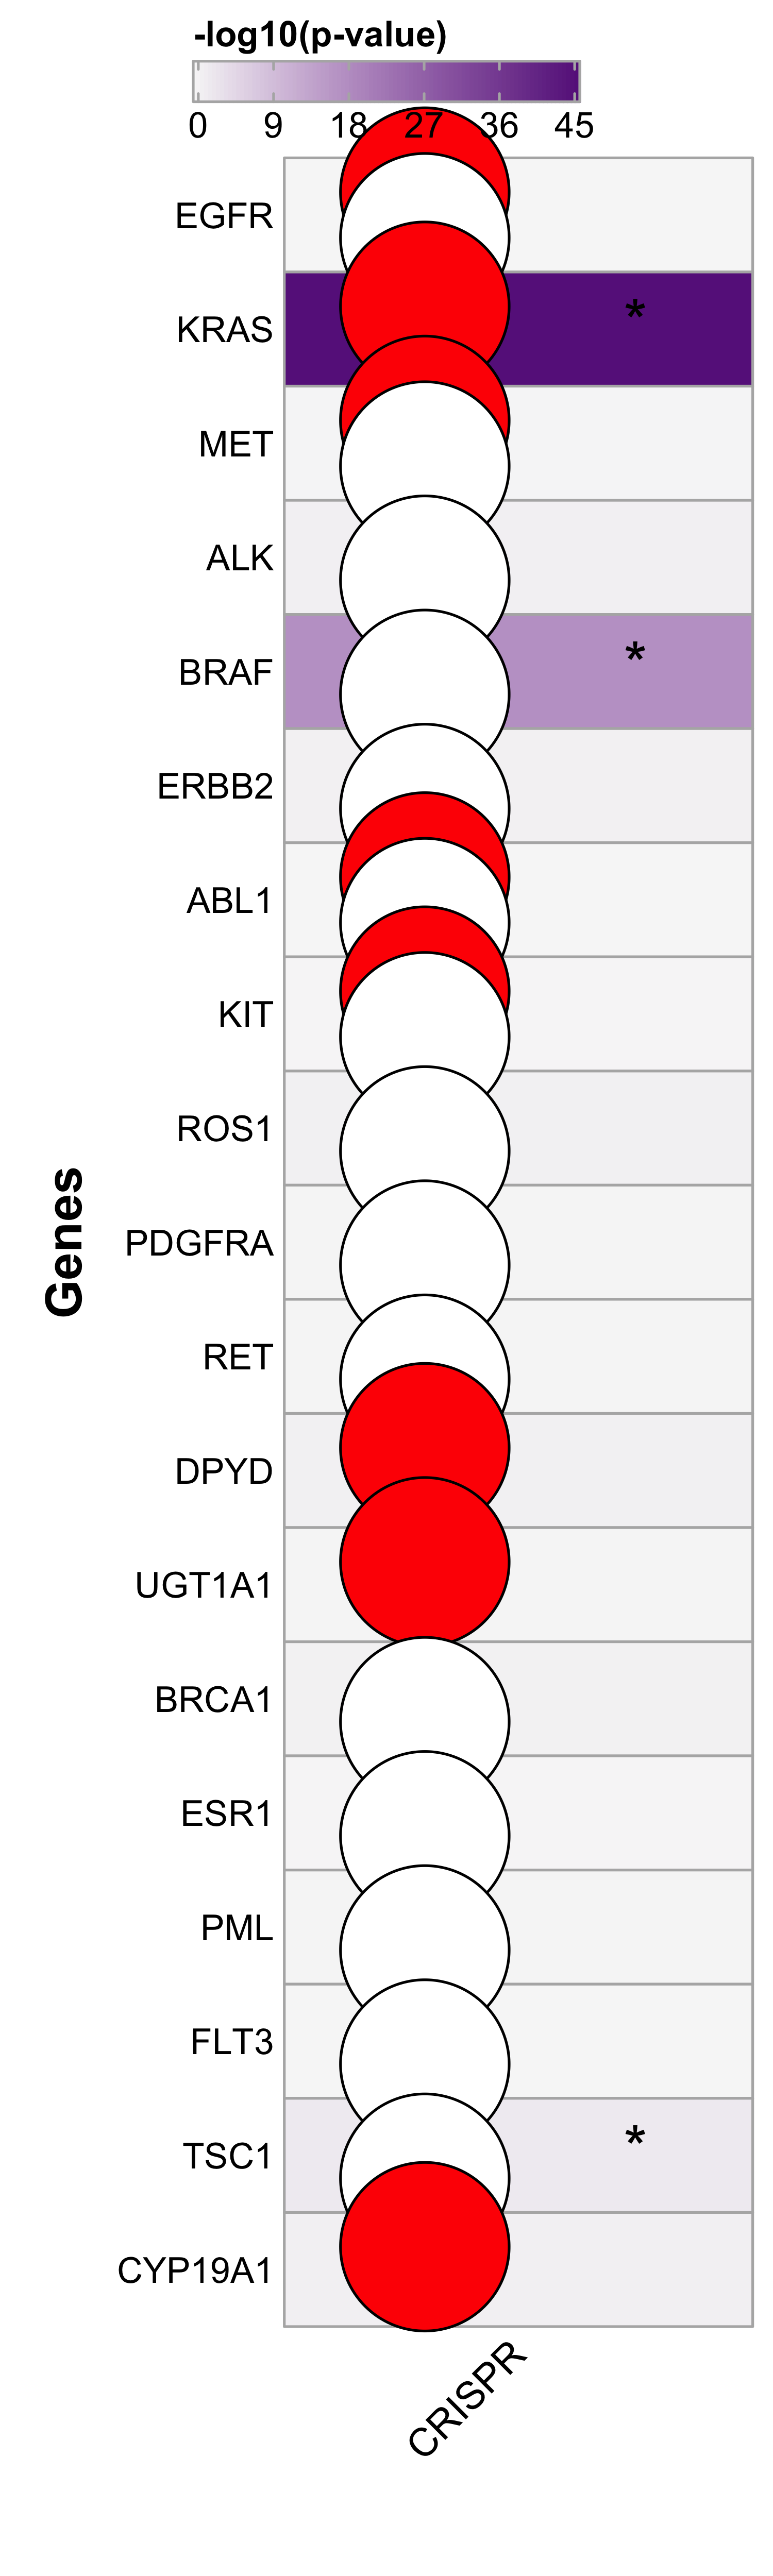 -log10(p-value)
0 9 18 27 36 45
EGFR
KRAS *
MET
ALK
BRAF *
ERBB2
ABL1
KIT
ROS1
PDGFRA
RET
DPYD
UGT1A1
BRCA1
ESR1
PML
FLT3
TSC1 *
CYP19A1
Genes
CRISPR